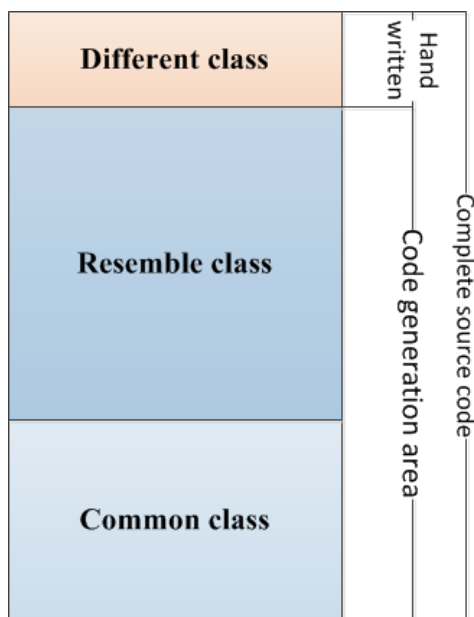 Different class
Hand
written
Resemble class
Code generation area
Complete source code
Common class